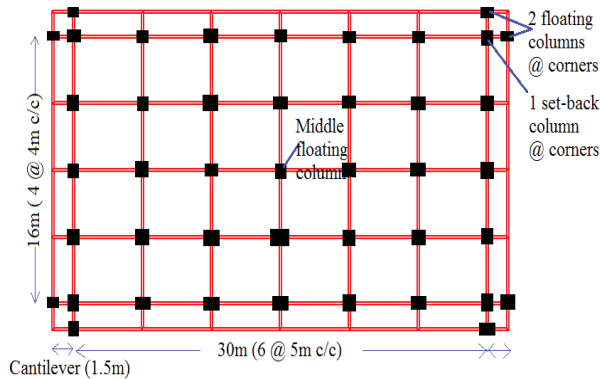 2 floating
columns
@ corners
1 set-back
column
@ corners
Middle
floating
column
16m ( 4 @ 4m c/c)
30m (6 @ 5m c/c)
Cantilever (1.5m)